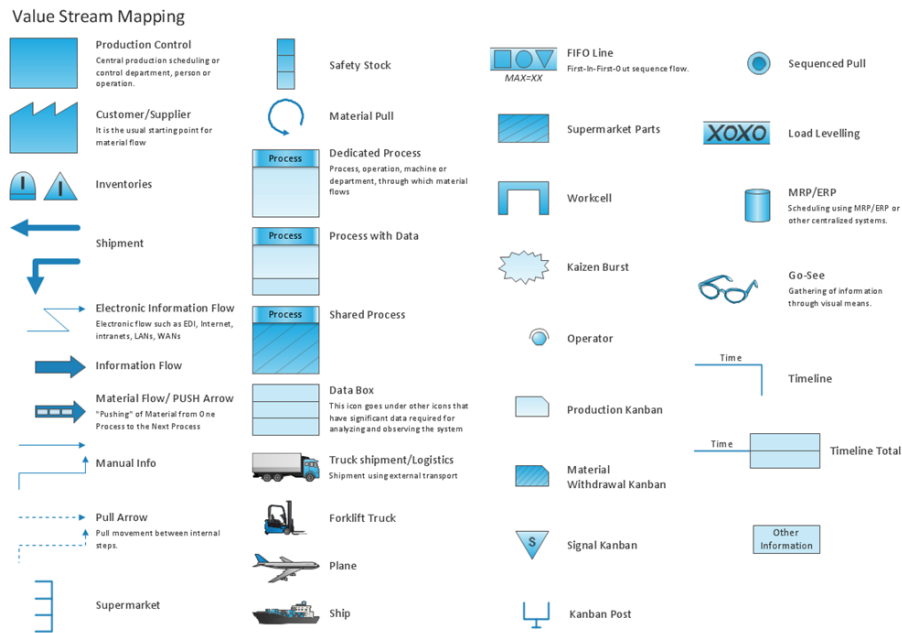 Value Stream Mapping
Production Control
Central production scheduling or
control department, person or
operation.
Customer/Supplier
It is the usual starting point for
material flow
I
I
Inventories
Shipment
Electronic Information Flow
Electronic flow such as EDI, Internet,
intranets, LANs, WANs
Information Flow
Material Flow/ PUSH Arrow
"Pushing" of Material from One
Process to the Next Process
Manual Info
Pull Arrow
Pull movement between internal
steps.
Supermarket
Safety Stock
Material Pull
Process
Dedicated Process
Process, operation, machine or
department, through which material
flows
Process
Process with Data
Process
Shared Process
Data Box
This icon goes under other icons that
have significant data required for
analyzing and observing the system
Truck shipment/Logistics
Shipment using external transport
Forklift Truck
Plane
Ship
FIFO Line
First-In-First-Out sequence flow.
MAX=XX
Supermarket Parts
Workcell
Kaizen Burst
Operator
Production Kanban
Material
Withdrawal Kanban
S
Signal Kanban
Kanban Post
Sequenced Pull
XOXO
Load Levelling
MRP/ERP
Scheduling using MRP/ERP or
other centralized systems.
Go-See
Gathering of information
through visual means.
Time
Timeline
Time
Timeline Total
Other
Information